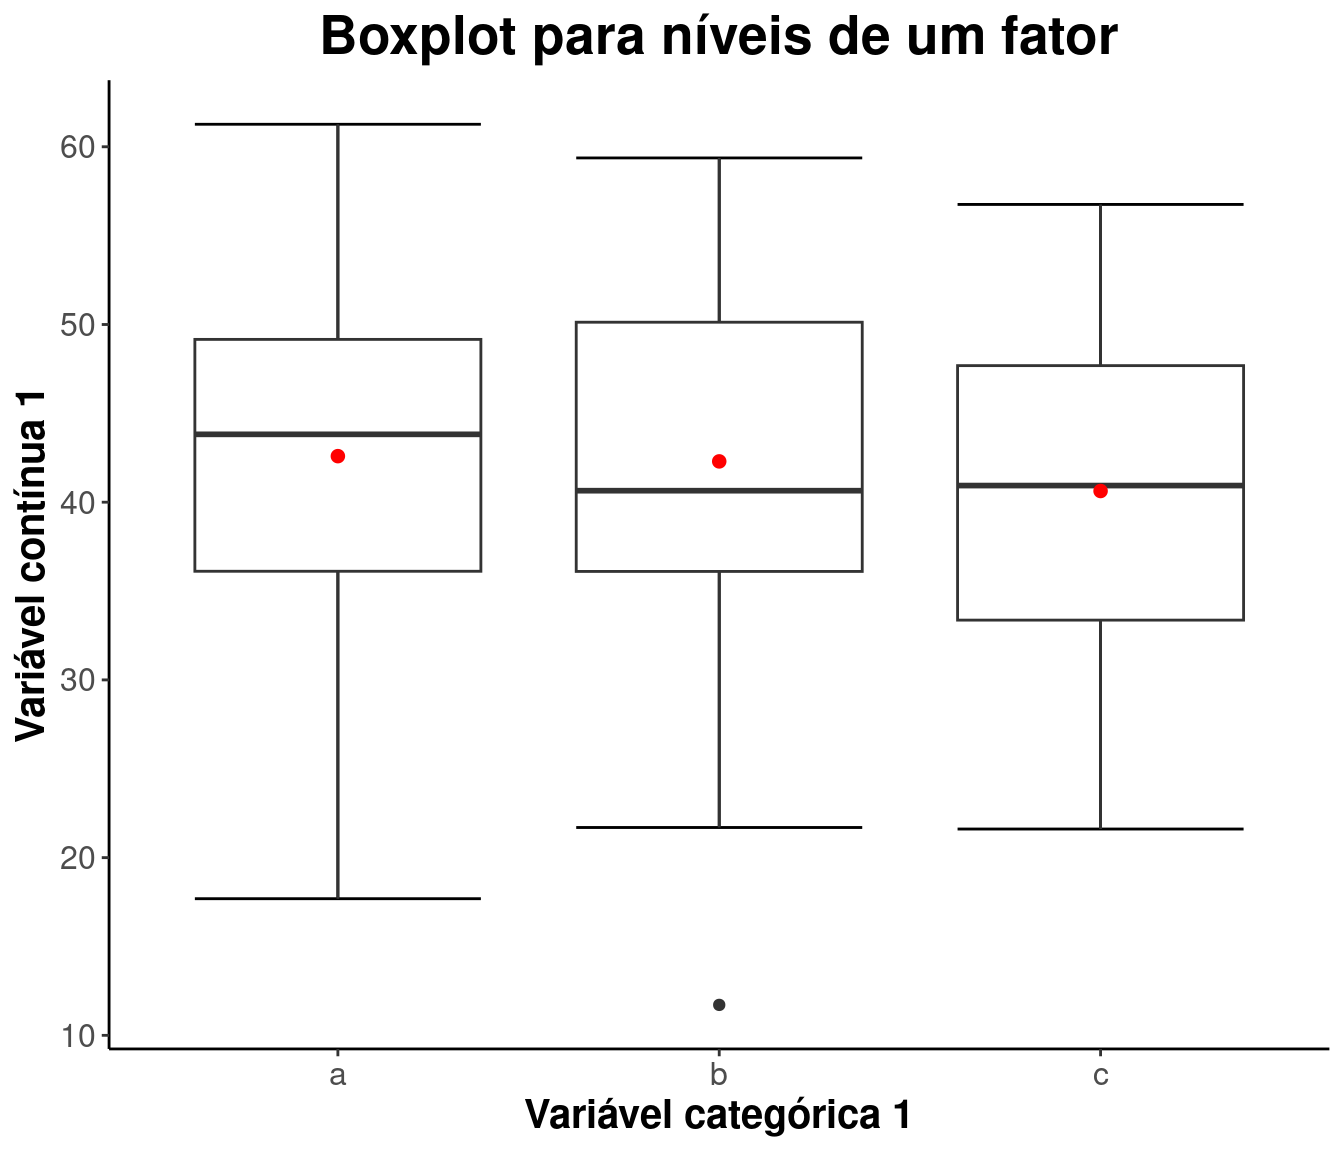 Boxplot para níveis de um fator
Variável contínua 1
60
50
40
30
20
10
a
b
c
Variável categórica 1